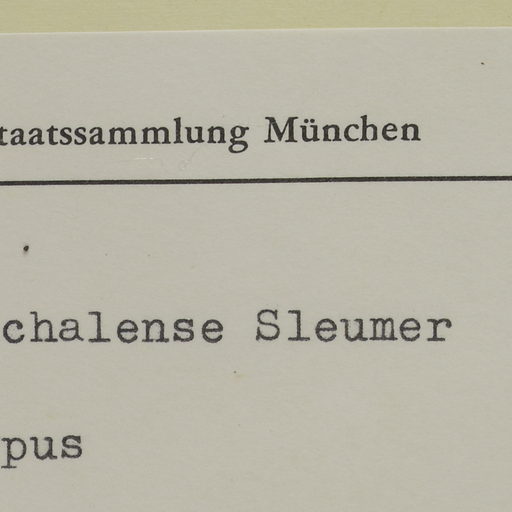 taatssammlung München
chalense Sleumer
pus